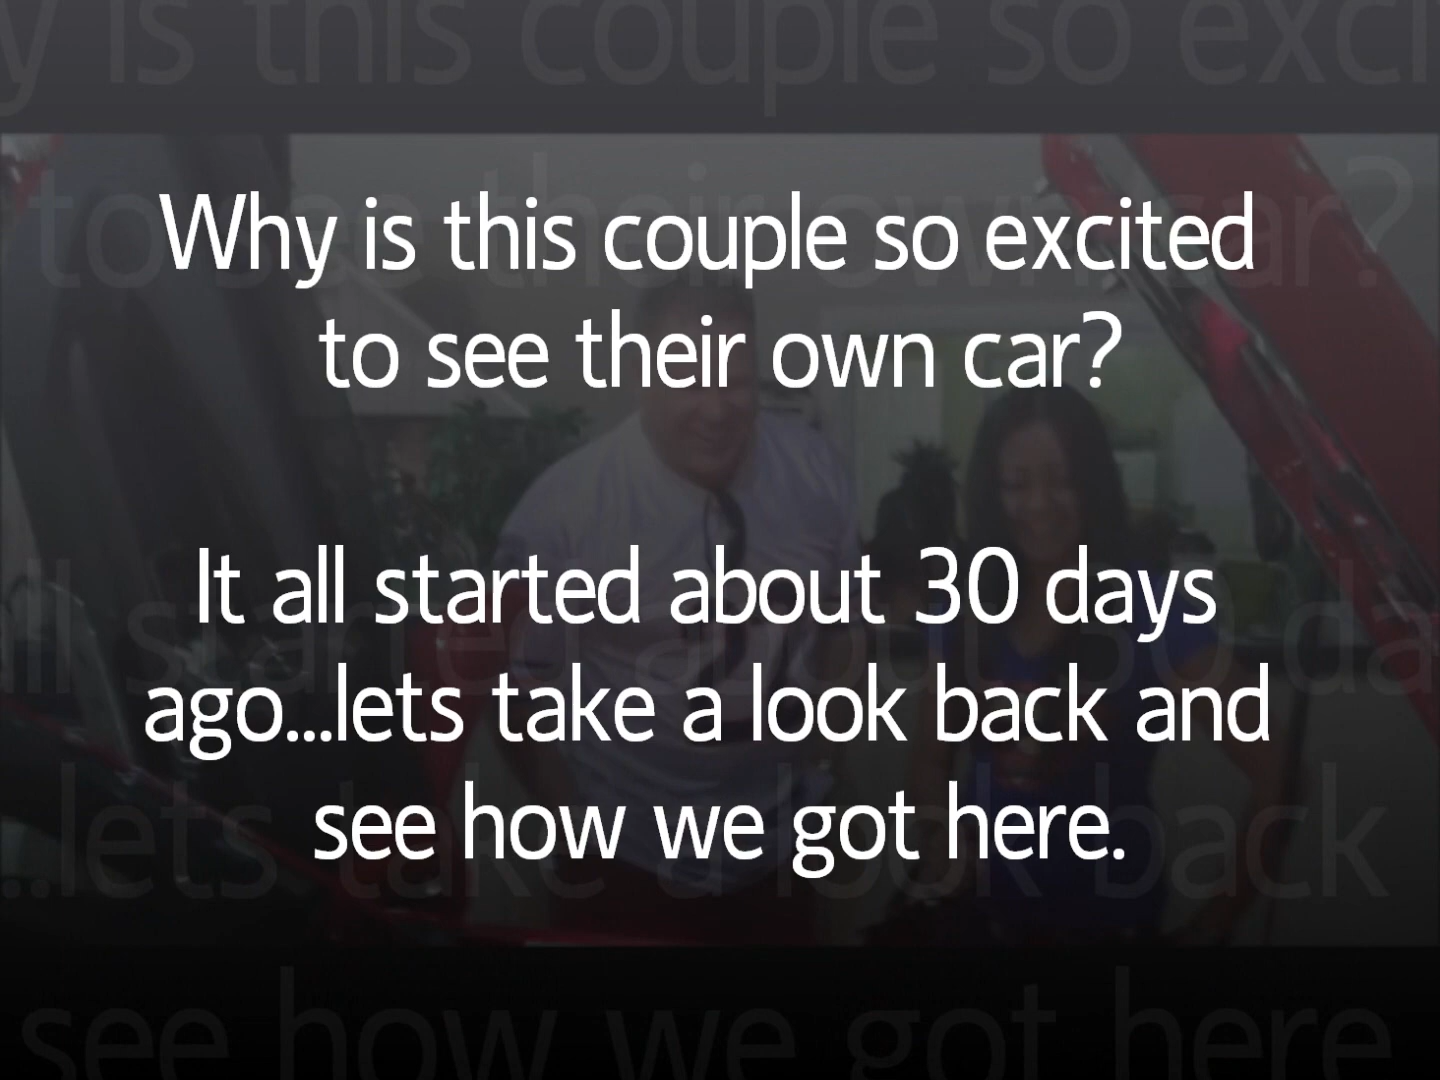 Why is this couple so excited
to see their own car?
It all started about 30 days
ago...lets take a look back and
see how we got here.